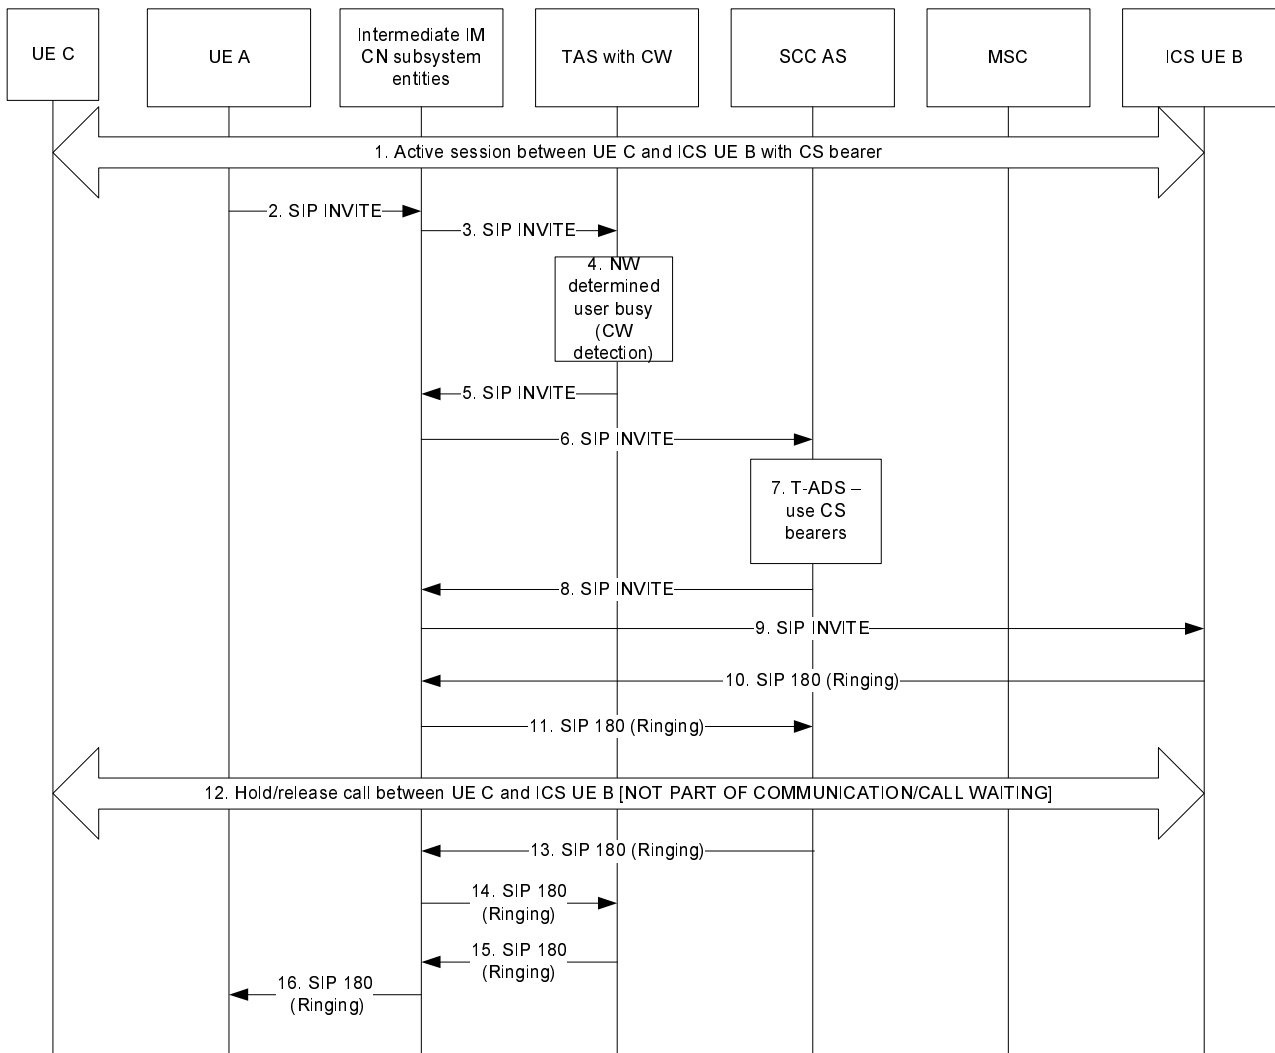 UE C
UE A
Intermediate IM
CN subsystem
entities
TAS with CW
SCC AS
MSC
ICS UE B
1. Active session between UE C and ICS UE B with CS bearer
2. SIP INVITE
3. SIP INVITE
4. NW
determined
user busy
(CW
detection)
5. SIP INVITE
6. SIP INVITE
7. T-ADS –
use CS
bearers
8. SIP INVITE
9. SIP INVITE
10. SIP 180 (Ringing)
11. SIP 180 (Ringing)
12. Hold/release call between UE C and ICS UE B [NOT PART OF COMMUNICATION/CALL WAITING]
13. SIP 180 (Ringing)
14. SIP 180
(Ringing)
15. SIP 180
(Ringing)
16. SIP 180
(Ringing)